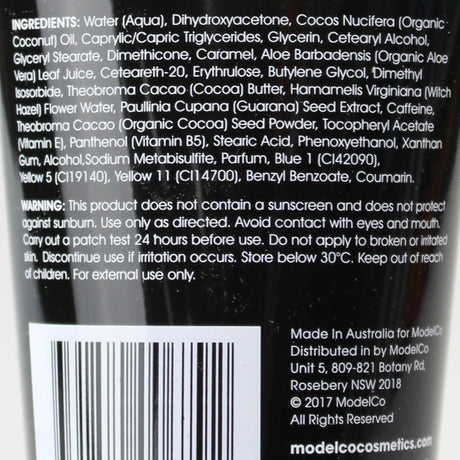 INGREDIENTS: Water (Aqua), Dihydroxyacetone, Cocos Nucifera (Organic
Coconut) Oil, Caprylic/Capric Triglycerides, Glycerin, Cetearyl Alcohol,
Glyceryl Stearate, Dimethicone, Caramel, Aloe Barbadensis (Organic Aloe
Vera) Leaf Juice, Ceteareth-20, Erythrulose, Butylene Glycol, Dimethyl
Isosorbide, Theobroma Cacao (Cocoa) Butter, Hamamelis Virginiana (Witch
Hazel) Flower Water, Paullinia Cupana (Guarana) Seed Extract, Caffeine,
Theobroma Cacao (Organic Cocoa) Seed Powder, Tocopheryl Acetate
(Vitamin E), Panthenol (Vitamin B5), Stearic Acid, Phenoxyethanol, Xanthan
Gum, Alcohol,Sodium Metabisulfite, Parfum, Blue 1 (CI42090),
Yellow 5 (CI19140), Yellow 11 (CI14700), Benzyl Benzoate, Coumarin.
WARNING: This product does not contain a sunscreen and does not protect
against sunburn. Use only as directed. Avoid contact with eyes and mouth.
Carry out a patch test 24 hours before use. Do not apply to broken or irritated
skin. Discontinue use if irritation occurs. Store below 30°C. Keep out of reach
of children. For external use only.
Made In Australia for ModelCo
Distributed in by ModelCo
Unit 5, 809-821 Botany Rd.
Rosebery NSW 2018
© 2017 ModelCo
All Rights Reserved
modelcocosmetics.com